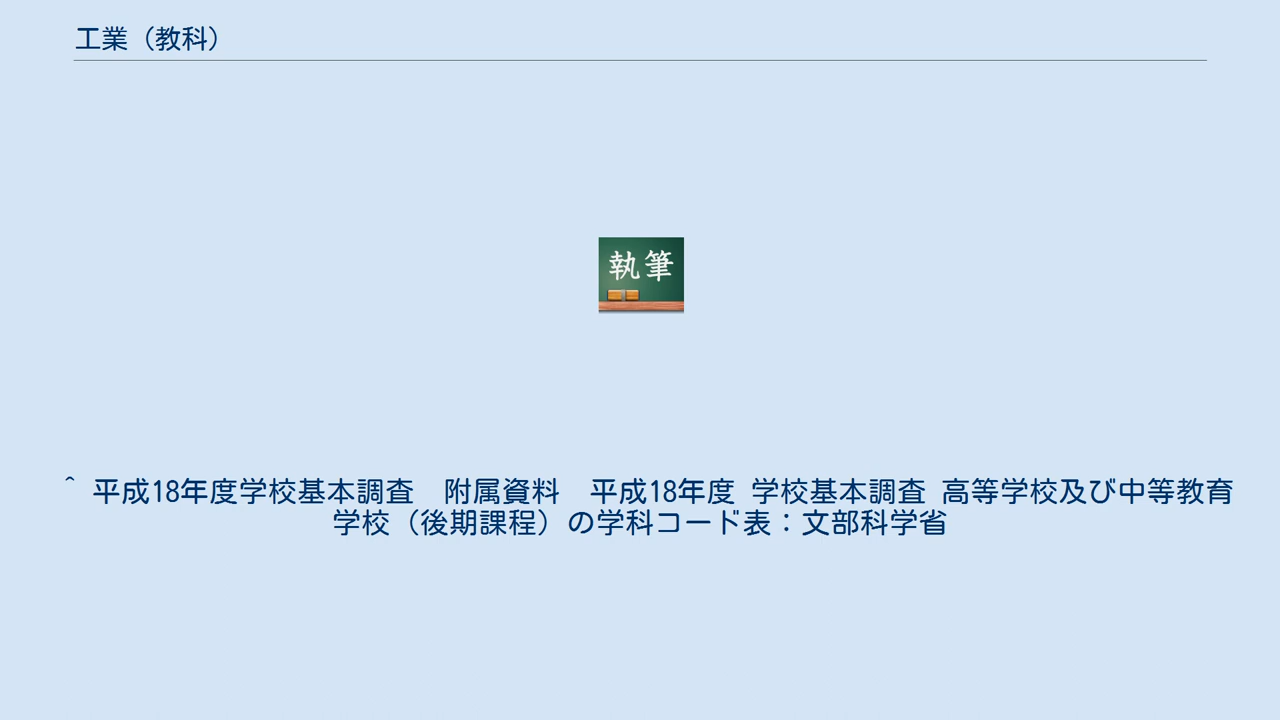 工業（教科）
執筆
^ 平成18年度学校基本調査　附属資料　平成18年度 学校基本調査 高等学校及び中等教育
学校（後期課程）の学科コード表：文部科学省